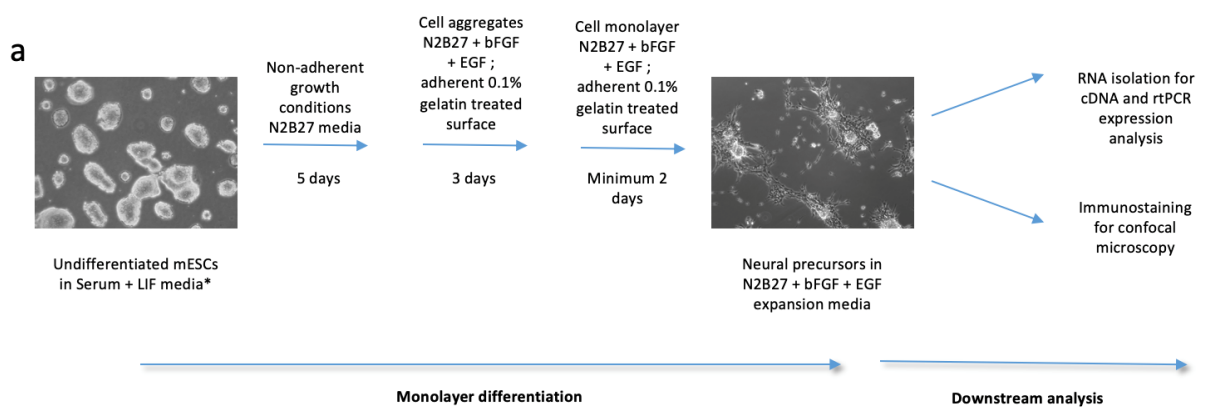 a
Undifferentiated mESCs
in Serum + LIF media*
Non-adherent
growth
conditions
N2B27 media
5 days
Cell aggregates
N2B27 + bFGF
+ EGF ;
adherent 0.1%
gelatin treated
surface
3 days
Cell monolayer
N2B27 + bFGF
+ EGF ;
adherent 0.1%
gelatin treated
surface
Minimum 2
days
Neural precursors in
N2B27 + bFGF + EGF
expansion media
RNA isolation for
cDNA and rtPCR
expression
analysis
Immunostaining
for confocal
microscopy
Monolayer differentiation
Downstream analysis